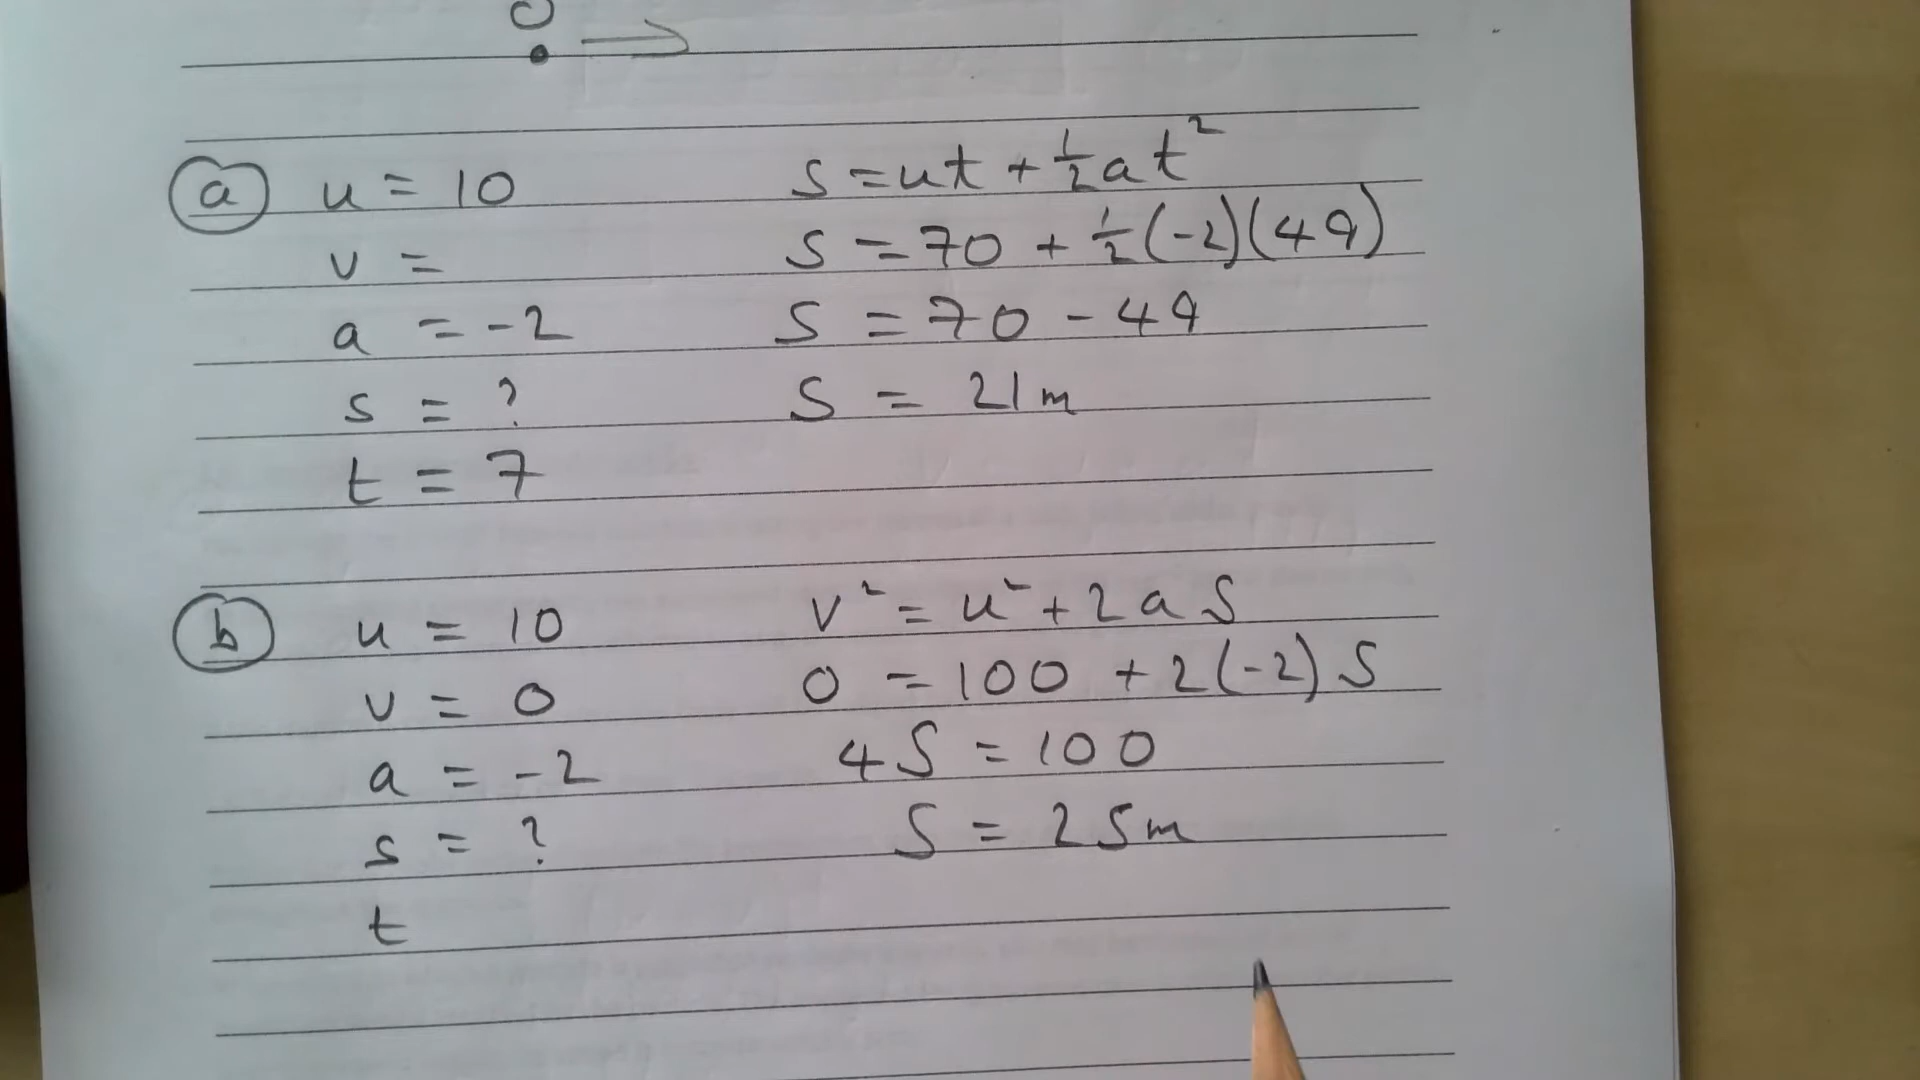 O
(a) u = 10
v =
a = -2
s = ?
t = 7
S = ut + ½at²
S = 70 + ½(-2)(49)
S = 70 - 49
S = 21m
(b) u = 10
v = 0
a = -2
s = ?
t
v² = u² + 2aS
0 = 100 + 2(-2)S
4S = 100
S = 25m